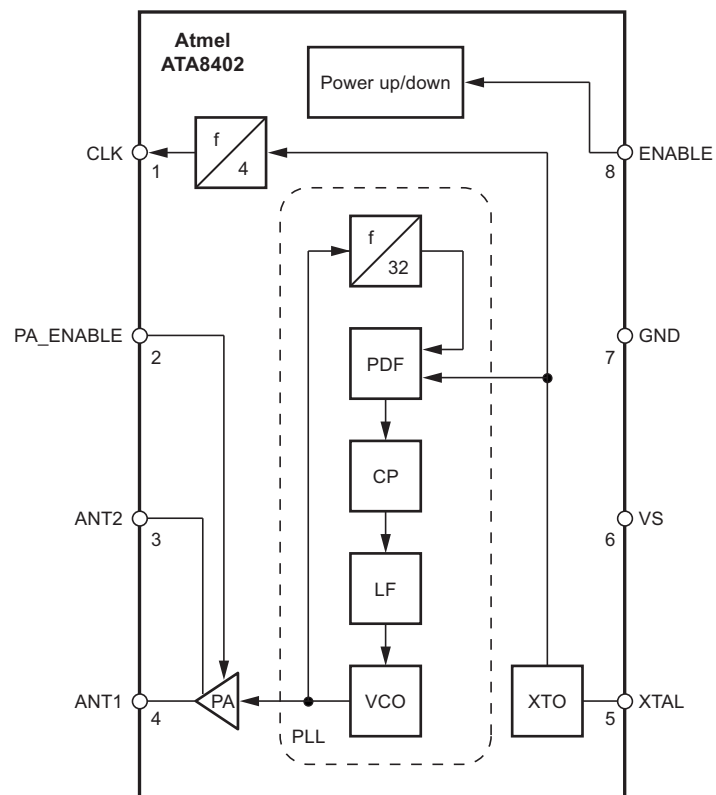 Atmel
ATA8402
Power up/down
CLK
1
f
4
ENABLE
8
f
32
PA_ENABLE
2
PDF
GND
7
CP
ANT2
3
VS
6
LF
ANT1
4
PA
VCO
XTO
XTAL
5
PLL